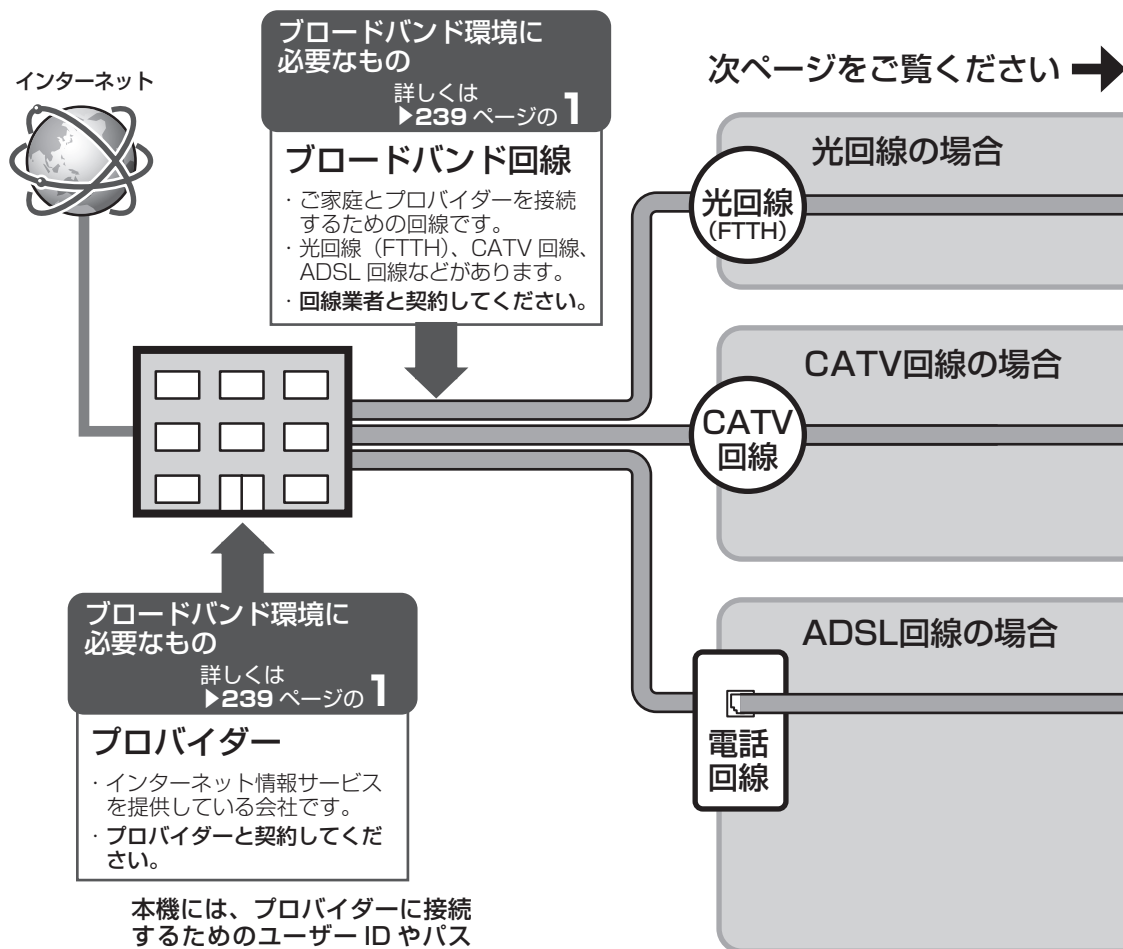 インターネット
ブロードバンド環境に
必要なもの
詳しくは
▶239 ページの 1
ブロードバンド回線
・ご家庭とプロバイダーを接続
するための回線です。
・光回線（FTTH）、CATV 回線、
ADSL 回線などがあります。
・回線業者と契約してください。
次ページをご覧ください
光回線の場合
光回線
(FTTH)
CATV回線の場合
CATV
回線
ADSL回線の場合
電話
回線
ブロードバンド環境に
必要なもの
詳しくは
▶239 ページの 1
プロバイダー
・インターネット情報サービス
を提供している会社です。
・プロバイダーと契約してくだ
さい。
本機には、プロバイダーに接続
するためのユーザー ID やパス